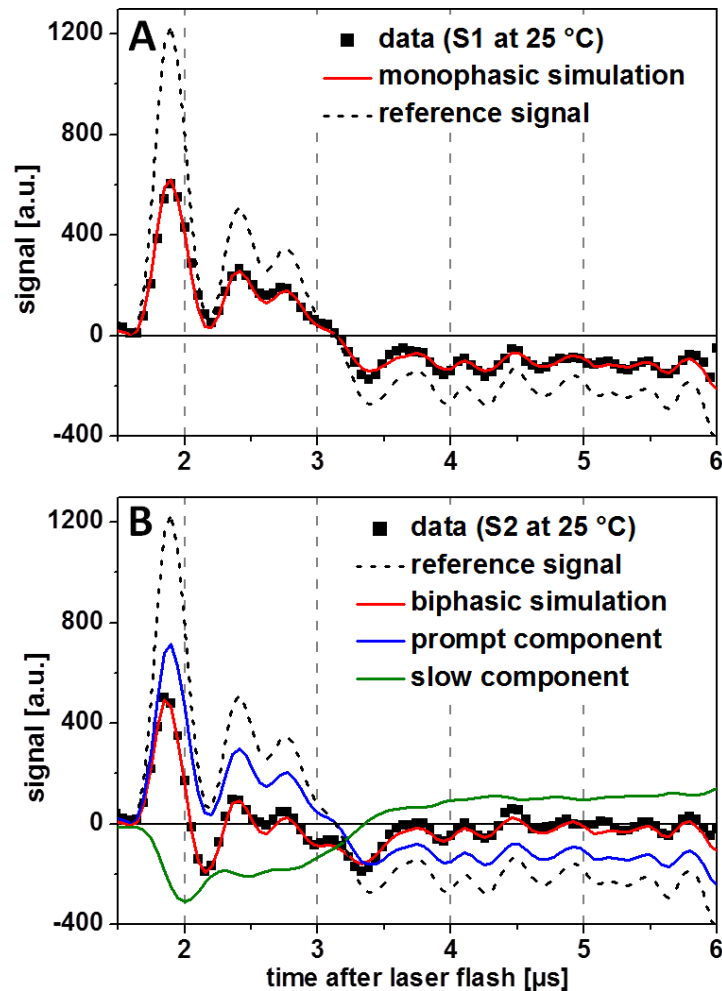 1200
A
data (S1 at 25 °C)
monophasic simulation
reference signal
800
signal [a.u.]
400
0
-400
2 3 4 5 6
1200
B
data (S2 at 25 °C)
reference signal
biphasic simulation
prompt component
slow component
800
signal [a.u.]
400
0
-400
2 3 4 5 6
time after laser flash [µs]